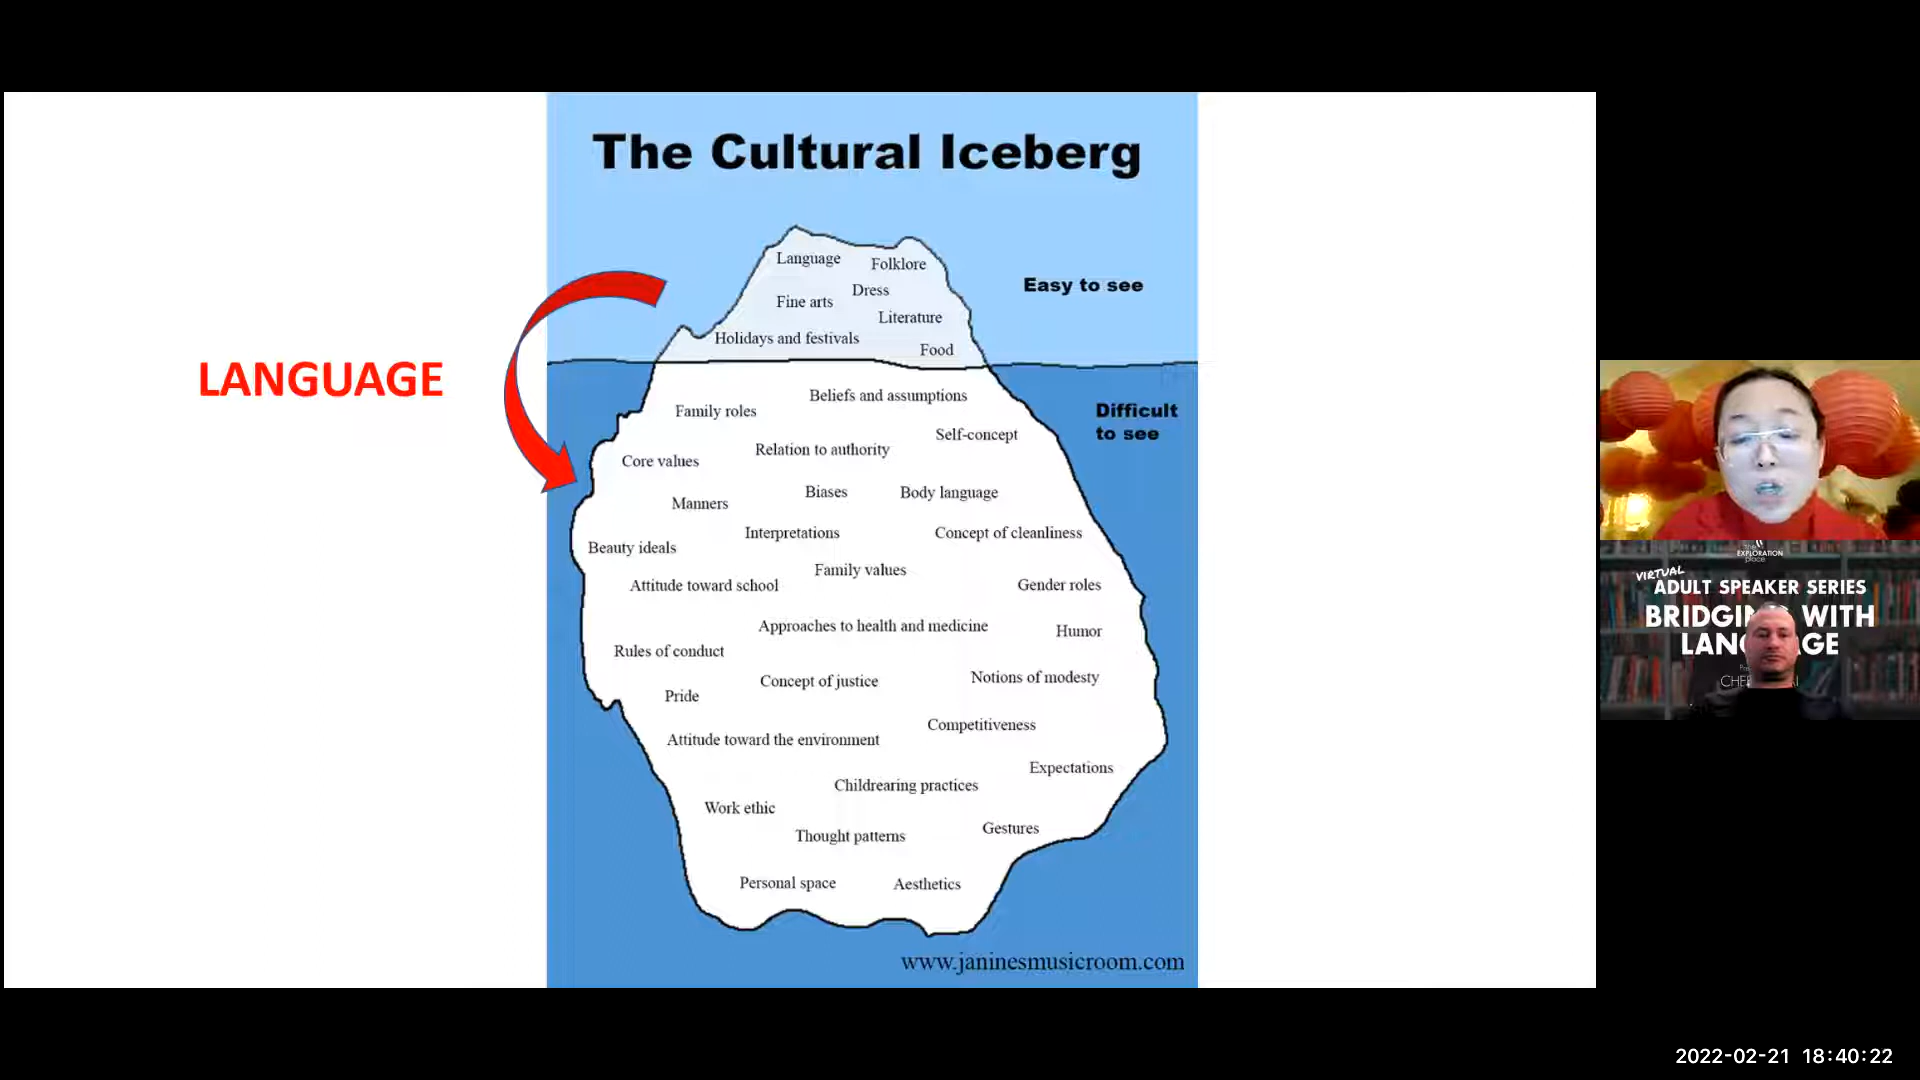 The Cultural Iceberg
Language
Folklore
Dress
Fine arts
Literature
Holidays and festivals
Food
Easy to see
LANGUAGE
Difficult
to see
Beliefs and assumptions
Family roles
Self-concept
Relation to authority
Core values
Biases
Body language
Manners
Interpretations
Concept of cleanliness
Beauty ideals
Family values
Attitude toward school
Gender roles
Approaches to health and medicine
Humor
Rules of conduct
Notions of modesty
Concept of justice
Pride
Competitiveness
Attitude toward the environment
Expectations
Childrearing practices
Work ethic
Gestures
Thought patterns
Personal space
Aesthetics
www.janinesmusicroom.com
EXPLORATION
place
VIRTUAL
ADULT SPEAKER SERIES
WITH
2022-02-21 18:40:22